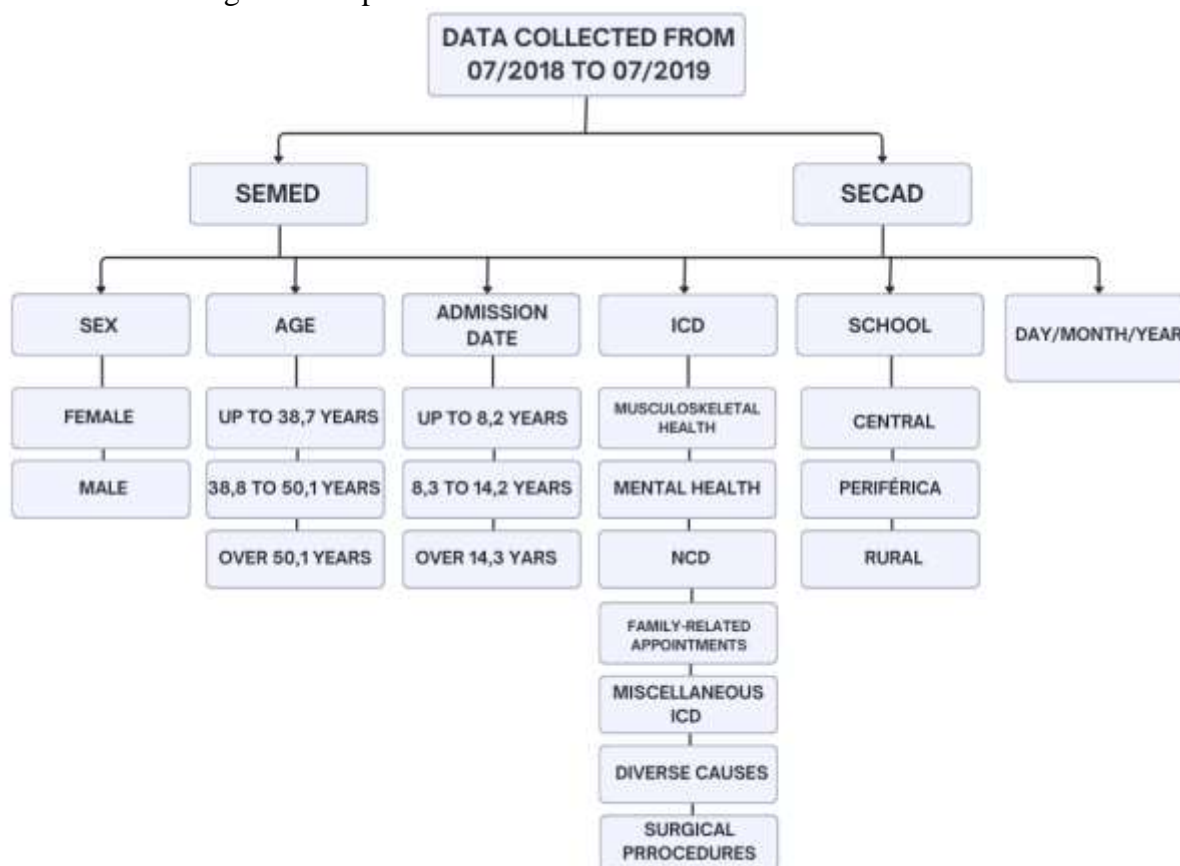 DATA COLLECTED FROM
07/2018 TO 07/2019
SEMED
SECAD
SEX
AGE
ADMISSION
DATE
ICD
SCHOOL
DAY/MONTH/YEAR
FEMALE
UP TO 38,7 YEARS
UP TO 8,2 YEARS
MUSCULOSKELETAL
HEALTH
CENTRAL
MALE
38,8 TO 50,1 YEARS
8,3 TO 14,2 YEARS
MENTAL HEALTH
PERIFÉRICA
OVER 50,1 YEARS
OVER 14,3 YARS
NCD
RURAL
FAMILY-RELATED
APPOINTMENTS
MISCELLANEOUS
ICD
DIVERSE CAUSES
SURGICAL
PRROCEDURES